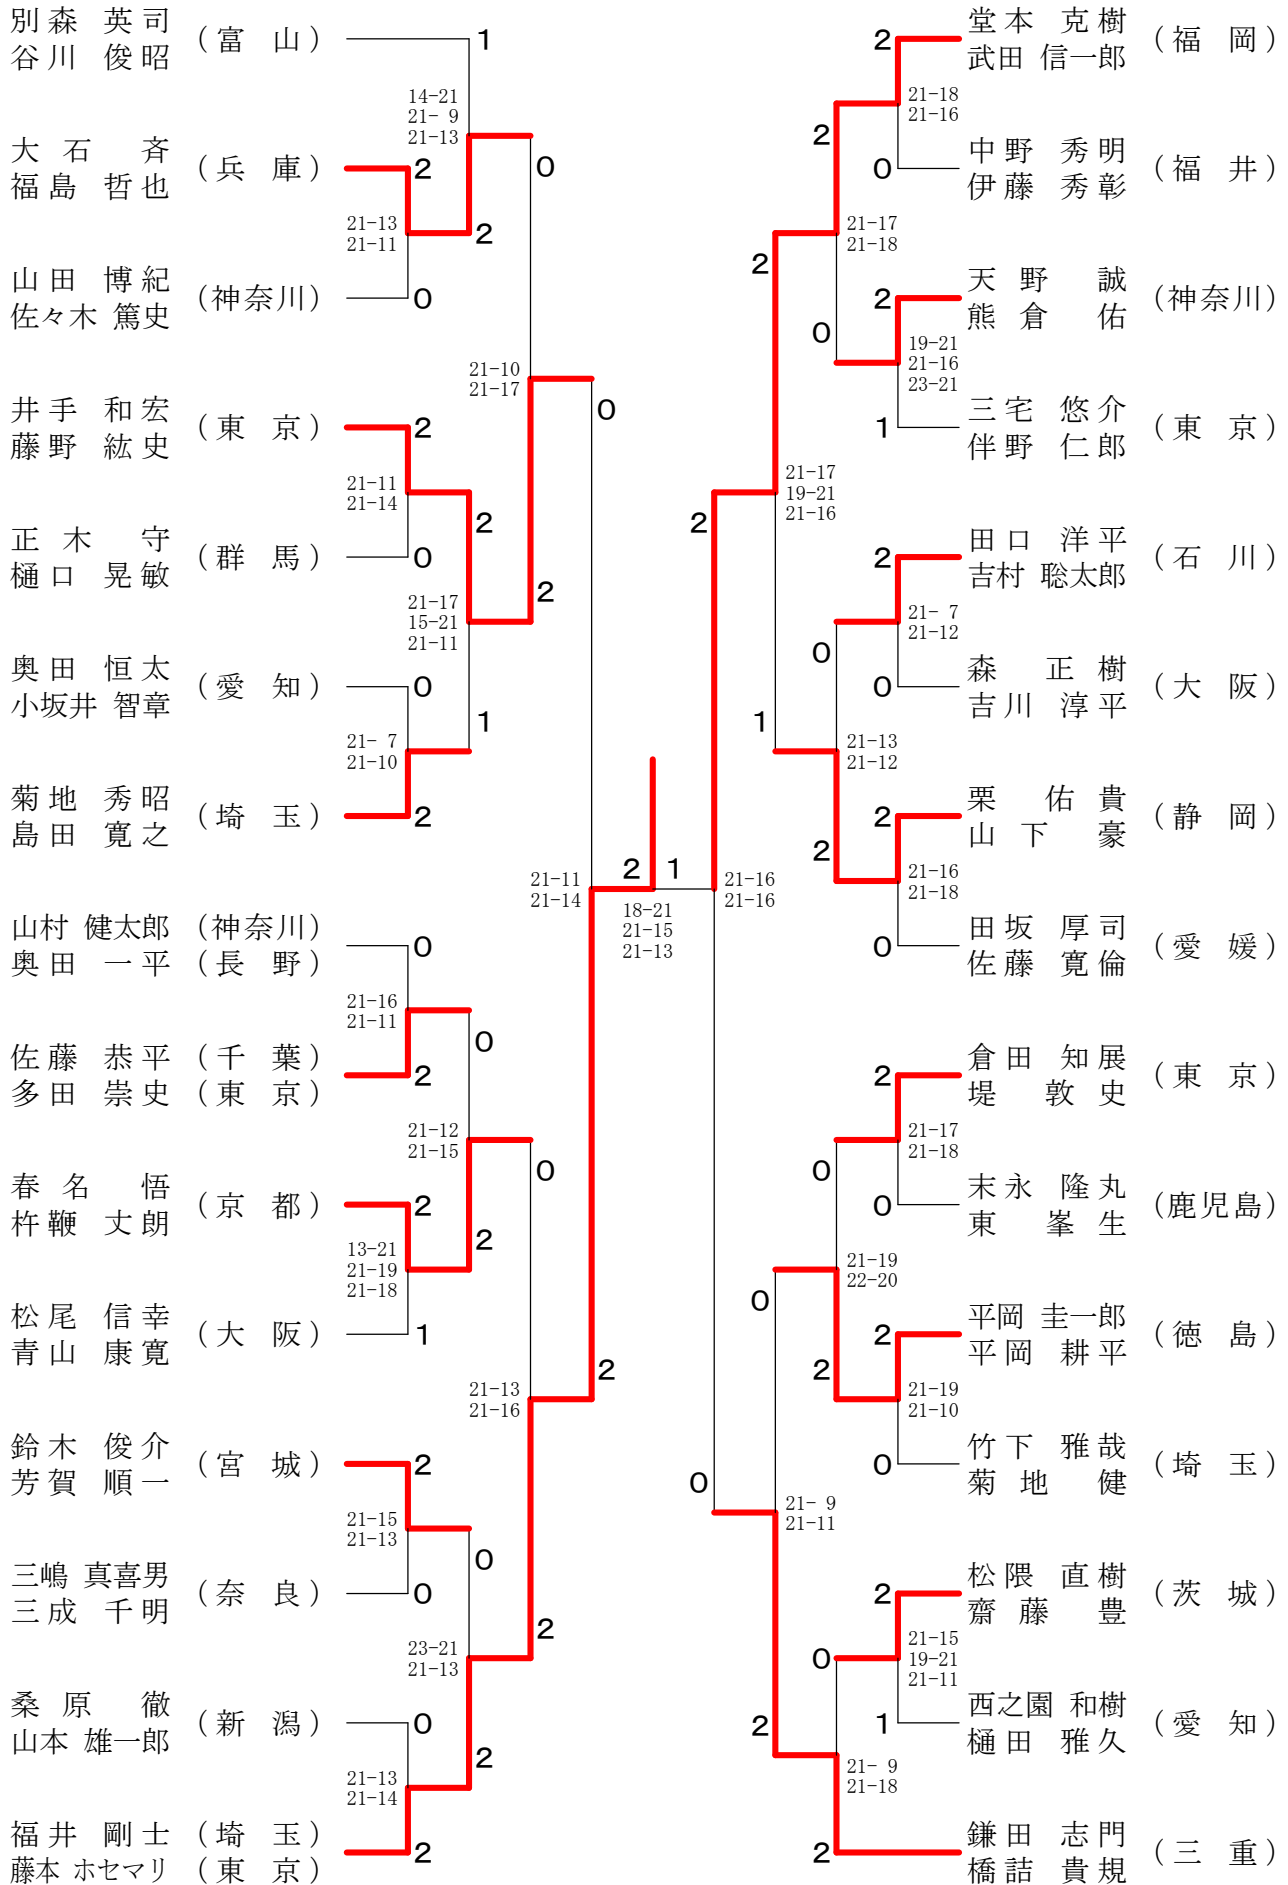 別森 英司
谷川 俊昭
(富 山)
1
14-21
21- 9
21-13
0
大石 斉
福島 哲也
(兵 庫)
2
21-13
21-11
2
山田 博紀
佐々木 篤史
(神奈川)
0
21-10
21-17
0
井手 和宏
藤野 紘史
(東 京)
2
21-11
21-14
2
正木 守
樋口 晃敏
(群 馬)
0
21-17
15-21
21-11
2
奥田 恒太
小坂井 智章
(愛 知)
0
21- 7
21-10
1
菊地 秀昭
島田 寛之
(埼 玉)
2
21-11
21-14
2
1
18-21
21-15
21-13
山村 健太郎 (神奈川)
奥田 一平 (長 野)
0
21-16
21-11
0
佐藤 恭平 (千 葉)
多田 崇史 (東 京)
2
21-12
21-15
0
春名 悟
杵鞭 丈朗
(京 都)
2
13-21
21-19
21-18
2
松尾 信幸
青山 康寛
(大 阪)
1
21-13
21-16
2
鈴木 俊介
芳賀 順一
(宮 城)
2
21-15
21-13
0
三嶋 真喜男
三成 千明
(奈 良)
0
23-21
21-13
2
桑原 徹
山本 雄一郎
(新 潟)
0
21-13
21-14
2
福井 剛士 (埼 玉)
藤本 ホセマリ (東 京)
2
堂本 克樹
武田 信一郎
(福 岡)
2
21-18
21-16
2
中野 秀明
伊藤 秀彰
(福 井)
0
21-17
21-18
2
天野 誠
熊倉 佑
(神奈川)
2
19-21
21-16
23-21
0
三宅 悠介
伴野 仁郎
(東 京)
1
21-17
19-21
21-16
2
田口 洋平
吉村 聡太郎
(石 川)
2
21- 7
21-12
0
森 正樹
吉川 淳平
(大 阪)
0
21-13
21-12
1
栗 佑貴
山下 豪
(静 岡)
2
21-16
21-18
2
田坂 厚司
佐藤 寛倫
(愛 媛)
0
21-16
21-16
倉田 知展
堤 敦史
(東 京)
2
21-17
21-18
0
末永 隆丸
東 峯生
(鹿児島)
0
21-19
22-20
0
平岡 圭一郎
平岡 耕平
(徳 島)
2
21-19
21-10
2
竹下 雅哉
菊地 健
(埼 玉)
0
21- 9
21-11
0
松隈 直樹
齋藤 豊
(茨 城)
2
21-15
19-21
21-11
0
西之園 和樹
樋田 雅久
(愛 知)
1
21- 9
21-18
2
鎌田 志門
橋詰 貴規
(三 重)
2